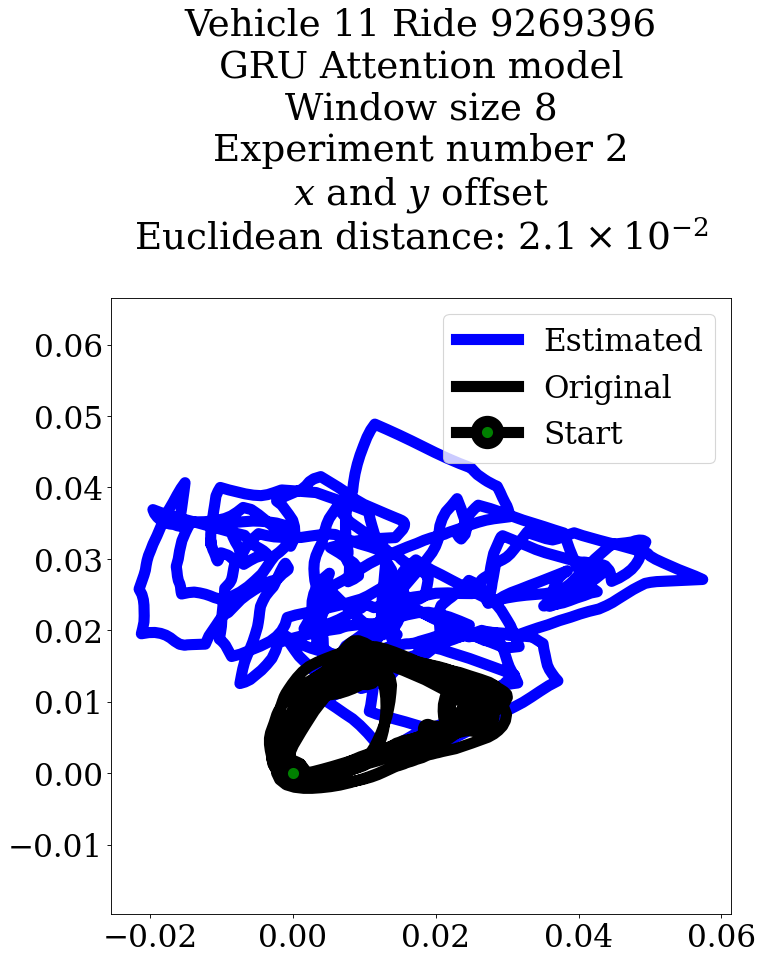 Vehicle 11 Ride 9269396
GRU Attention model
Window size 8
Experiment number 2
x and y offset
Euclidean distance: 2.1 × 10⁻²
Estimated
Original
Start
0.06
0.05
0.04
0.03
0.02
0.01
0.00
−0.01
−0.02 0.00 0.02 0.04 0.06